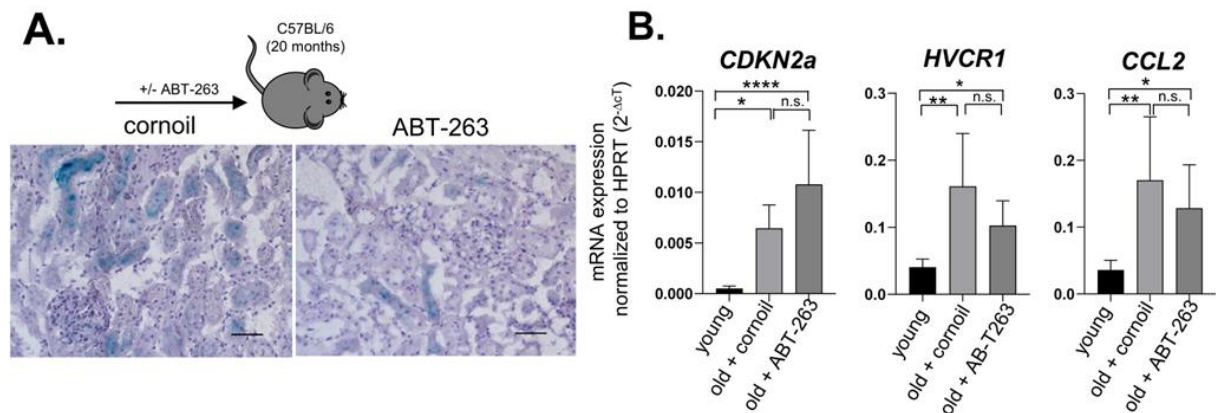 A.
C57BL/6
(20 months)
+/- ABT-263
cornoil
ABT-263
B.
mRNA expression
normalized to HPRT (2-ΔcT)
CDKN2a
****
*
n.s.
0.020
0.015
0.010
0.005
0.000
young
old + cornoil
old + ABT-263
HVCR1
*
**
n.s.
0.3
0.2
0.1
0.0
young
old + cornoil
old + AB-T263
CCL2
*
**
n.s.
0.3
0.2
0.1
0.0
young
old + cornoil
old + ABT-263